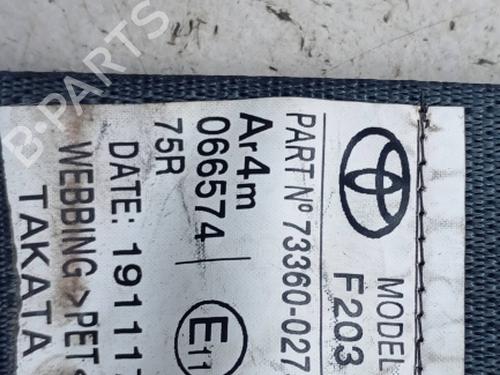 MODEL
F203
PART Nº 73360-027
Ar4m
066574
75R
E11
DATE: 19111
WEBBING >PET
TAKATA
B-PARTS